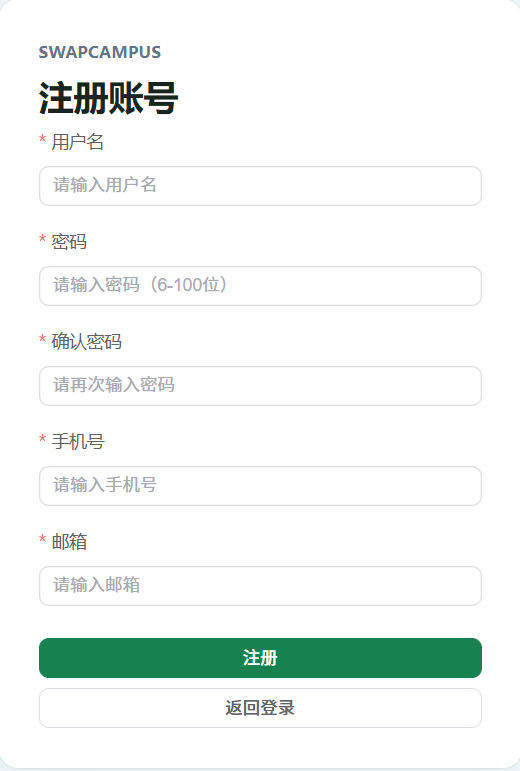 SWAPCAMPUS
注册账号
* 用户名
请输入用户名
* 密码
请输入密码（6-100位）
* 确认密码
请再次输入密码
* 手机号
请输入手机号
* 邮箱
请输入邮箱
注册
返回登录